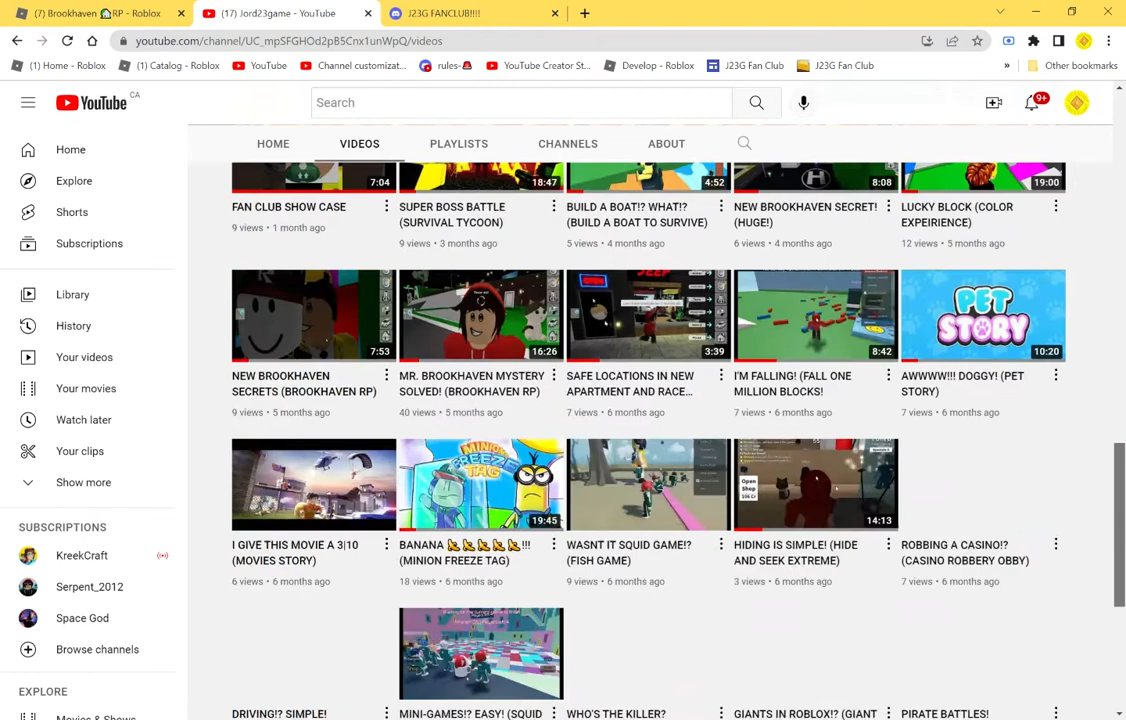 (7) Brookhaven 🏠RP - Roblox
(17) Jord23game - YouTube
J23G FANCLUB!!!!
youtube.com/channel/UC_mpSFGHOd2pB5Cnx1unWpQ/videos
(1) Home - Roblox
(1) Catalog - Roblox
YouTube
Channel customizat...
rules-🚨
YouTube Creator St...
Develop - Roblox
J23G Fan Club
J23G Fan Club
»
Other bookmarks
YouTube CA
Search
9+
HOME
VIDEOS
PLAYLISTS
CHANNELS
ABOUT
Home
Explore
Shorts
Subscriptions
Library
History
Your videos
Your movies
Watch later
Your clips
Show more
SUBSCRIPTIONS
KreekCraft
Serpent_2012
Space God
Browse channels
EXPLORE
Movies & Shows
7:04
FAN CLUB SHOW CASE
9 views • 1 month ago
18:47
SUPER BOSS BATTLE
(SURVIVAL TYCOON)
9 views • 3 months ago
4:52
BUILD A BOAT!? WHAT!?
(BUILD A BOAT TO SURVIVE)
5 views • 4 months ago
8:08
NEW BROOKHAVEN SECRET!
(HUGE!)
6 views • 4 months ago
19:00
LUCKY BLOCK (COLOR
EXPEIRIENCE)
12 views • 5 months ago
7:53
NEW BROOKHAVEN
SECRETS (BROOKHAVEN RP)
9 views • 5 months ago
16:26
MR. BROOKHAVEN MYSTERY
SOLVED! (BROOKHAVEN RP)
40 views • 5 months ago
JEEP
3:39
SAFE LOCATIONS IN NEW
APARTMENT AND RACE...
7 views • 6 months ago
8:42
I'M FALLING! (FALL ONE
MILLION BLOCKS!
7 views • 6 months ago
PET
STORY
10:20
AWWWW!!! DOGGY! (PET
STORY)
7 views • 6 months ago
I GIVE THIS MOVIE A 3|10
(MOVIES STORY)
6 views • 6 months ago
MINION
FREEZE
TAG
19:45
BANANA 🍌🍌🍌🍌🍌!!!
(MINION FREEZE TAG)
18 views • 6 months ago
WASNT IT SQUID GAME!?
(FISH GAME)
9 views • 6 months ago
Open
Shop
14:13
HIDING IS SIMPLE! (HIDE
AND SEEK EXTREME)
3 views • 6 months ago
ROBBING A CASINO!?
(CASINO ROBBERY OBBY)
7 views • 6 months ago
DRIVING!? SIMPLE!
MINI-GAMES!? EASY! (SQUID
WHO'S THE KILLER?
GIANTS IN ROBLOX!? (GIANT
PIRATE BATTLES!